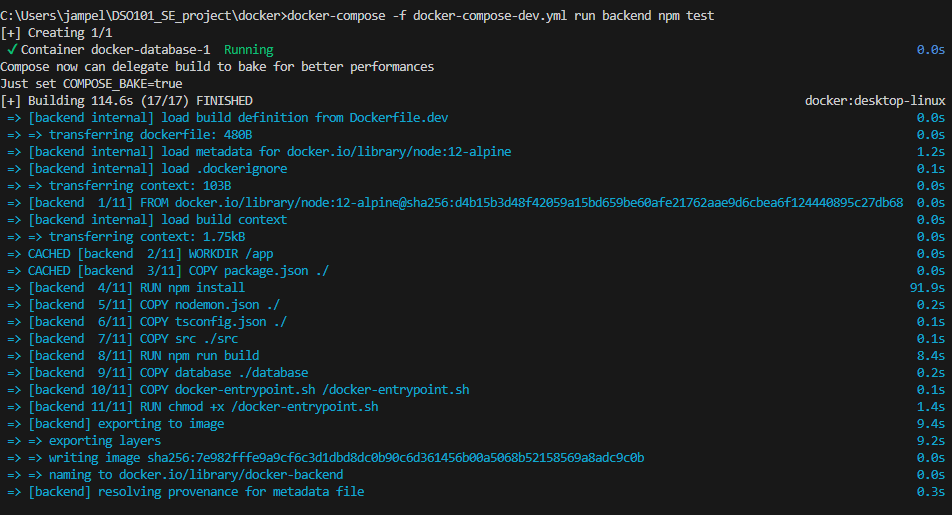 C:\Users\jampel\DSO101_SE_project\docker>docker-compose -f docker-compose-dev.yml run backend npm test
[+] Creating 1/1
✔Container docker-database-1 Running 0.0s
Compose now can delegate build to bake for better performances
Just set COMPOSE_BAKE=true
[+] Building 114.6s (17/17) FINISHED docker:desktop-linux
=> [backend internal] load build definition from Dockerfile.dev 0.0s
=> => transferring dockerfile: 480B 0.0s
=> [backend internal] load metadata for docker.io/library/node:12-alpine 1.2s
=> [backend internal] load .dockerignore 0.1s
=> => transferring context: 103B 0.0s
=> [backend 1/11] FROM docker.io/library/node:12-alpine@sha256:d4b15b3d48f42059a15bd659be60afe21762aae9d6cbea6f124440895c27db68 0.0s
=> [backend internal] load build context 0.0s
=> => transferring context: 1.75kB 0.0s
=> CACHED [backend 2/11] WORKDIR /app 0.0s
=> CACHED [backend 3/11] COPY package.json ./ 0.0s
=> [backend 4/11] RUN npm install 91.9s
=> [backend 5/11] COPY nodemon.json ./ 0.2s
=> [backend 6/11] COPY tsconfig.json ./ 0.1s
=> [backend 7/11] COPY src ./src 0.1s
=> [backend 8/11] RUN npm run build 8.4s
=> [backend 9/11] COPY database ./database 0.2s
=> [backend 10/11] COPY docker-entrypoint.sh /docker-entrypoint.sh 0.1s
=> [backend 11/11] RUN chmod +x /docker-entrypoint.sh 1.4s
=> [backend] exporting to image 9.4s
=> => exporting layers 9.2s
=> => writing image sha256:7e982fffe9a9cf6c3d1dbd8dc0b90c6d361456b00a5068b52158569a8adc9c0b 0.0s
=> => naming to docker.io/library/docker-backend 0.0s
=> [backend] resolving provenance for metadata file 0.3s